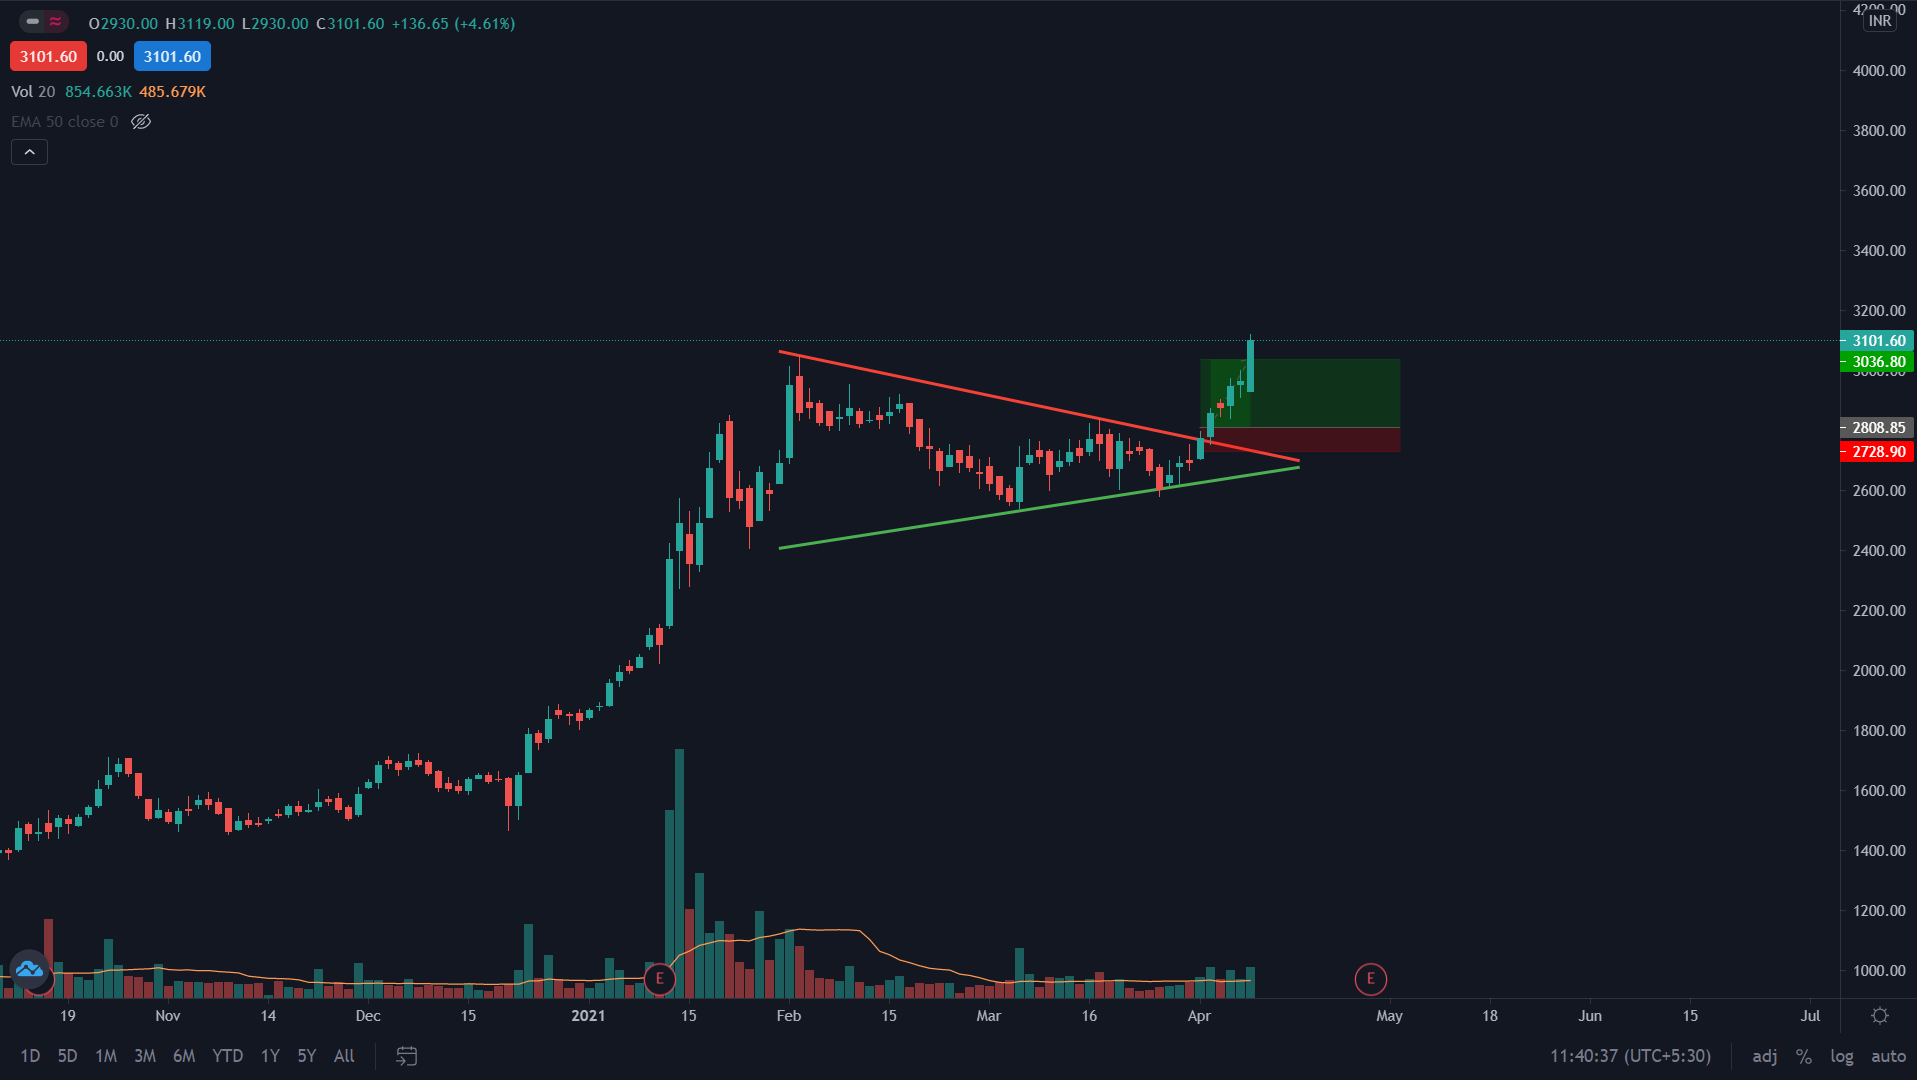 O2930.00 H3119.00 L2930.00 C3101.60 +136.65 (+4.61%)
3101.60 0.00 3101.60
Vol 20 854.663K 485.679K
EMA 50 close 0
4200.00
INR
4000.00
3800.00
3600.00
3400.00
3200.00
3101.60
3036.80
3000.00
2808.85
2728.90
2600.00
2400.00
2200.00
2000.00
1800.00
1600.00
1400.00
1200.00
1000.00
E E
19 Nov 14 Dec 15 2021 15 Feb 15 Mar 16 Apr May 18 Jun 15 Jul
1D 5D 1M 3M 6M YTD 1Y 5Y All 11:40:37 (UTC+5:30) adj % log auto